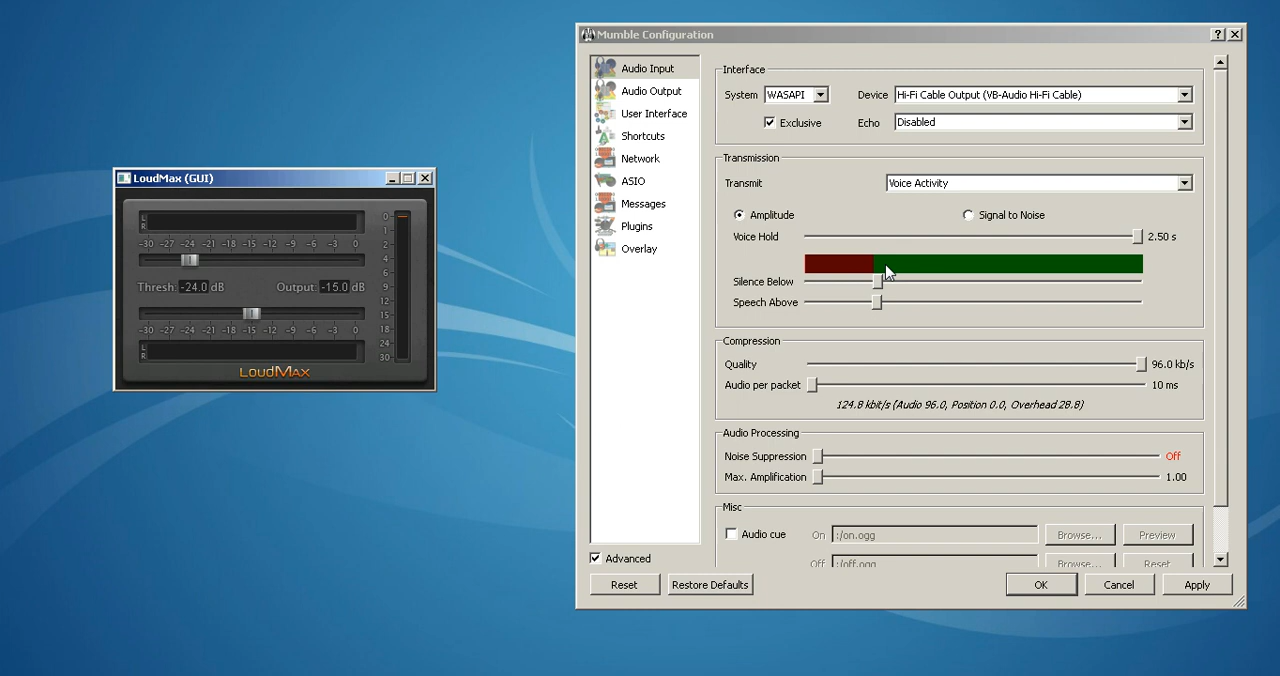 LoudMax (GUI)
L
R
-30 -27 -24 -21 -18 -15 -12 -9 -6 -3 0
Thresh: -24.0 dB Output: -15.0 dB
-30 -27 -24 -21 -18 -15 -12 -9 -6 -3 0
L
R
LoudMax
0
1
2
4
6
9
12
15
18
24
30
Mumble Configuration
Audio Input
Audio Output
User Interface
Shortcuts
Network
ASIO
Messages
Plugins
Overlay
Advanced
Interface
System WASAPI Device Hi-Fi Cable Output (VB-Audio Hi-Fi Cable)
Exclusive Echo Disabled
Transmission
Transmit Voice Activity
Amplitude Signal to Noise
Voice Hold 2.50 s
Silence Below
Speech Above
Compression
Quality 96.0 kb/s
Audio per packet 10 ms
124.8 kbit/s (Audio 96.0, Position 0.0, Overhead 28.8)
Audio Processing
Noise Suppression Off
Max. Amplification 1.00
Misc
Audio cue On :/on.ogg Browse... Preview
Off :/off.ogg Browse... Reset
Reset Restore Defaults OK Cancel Apply